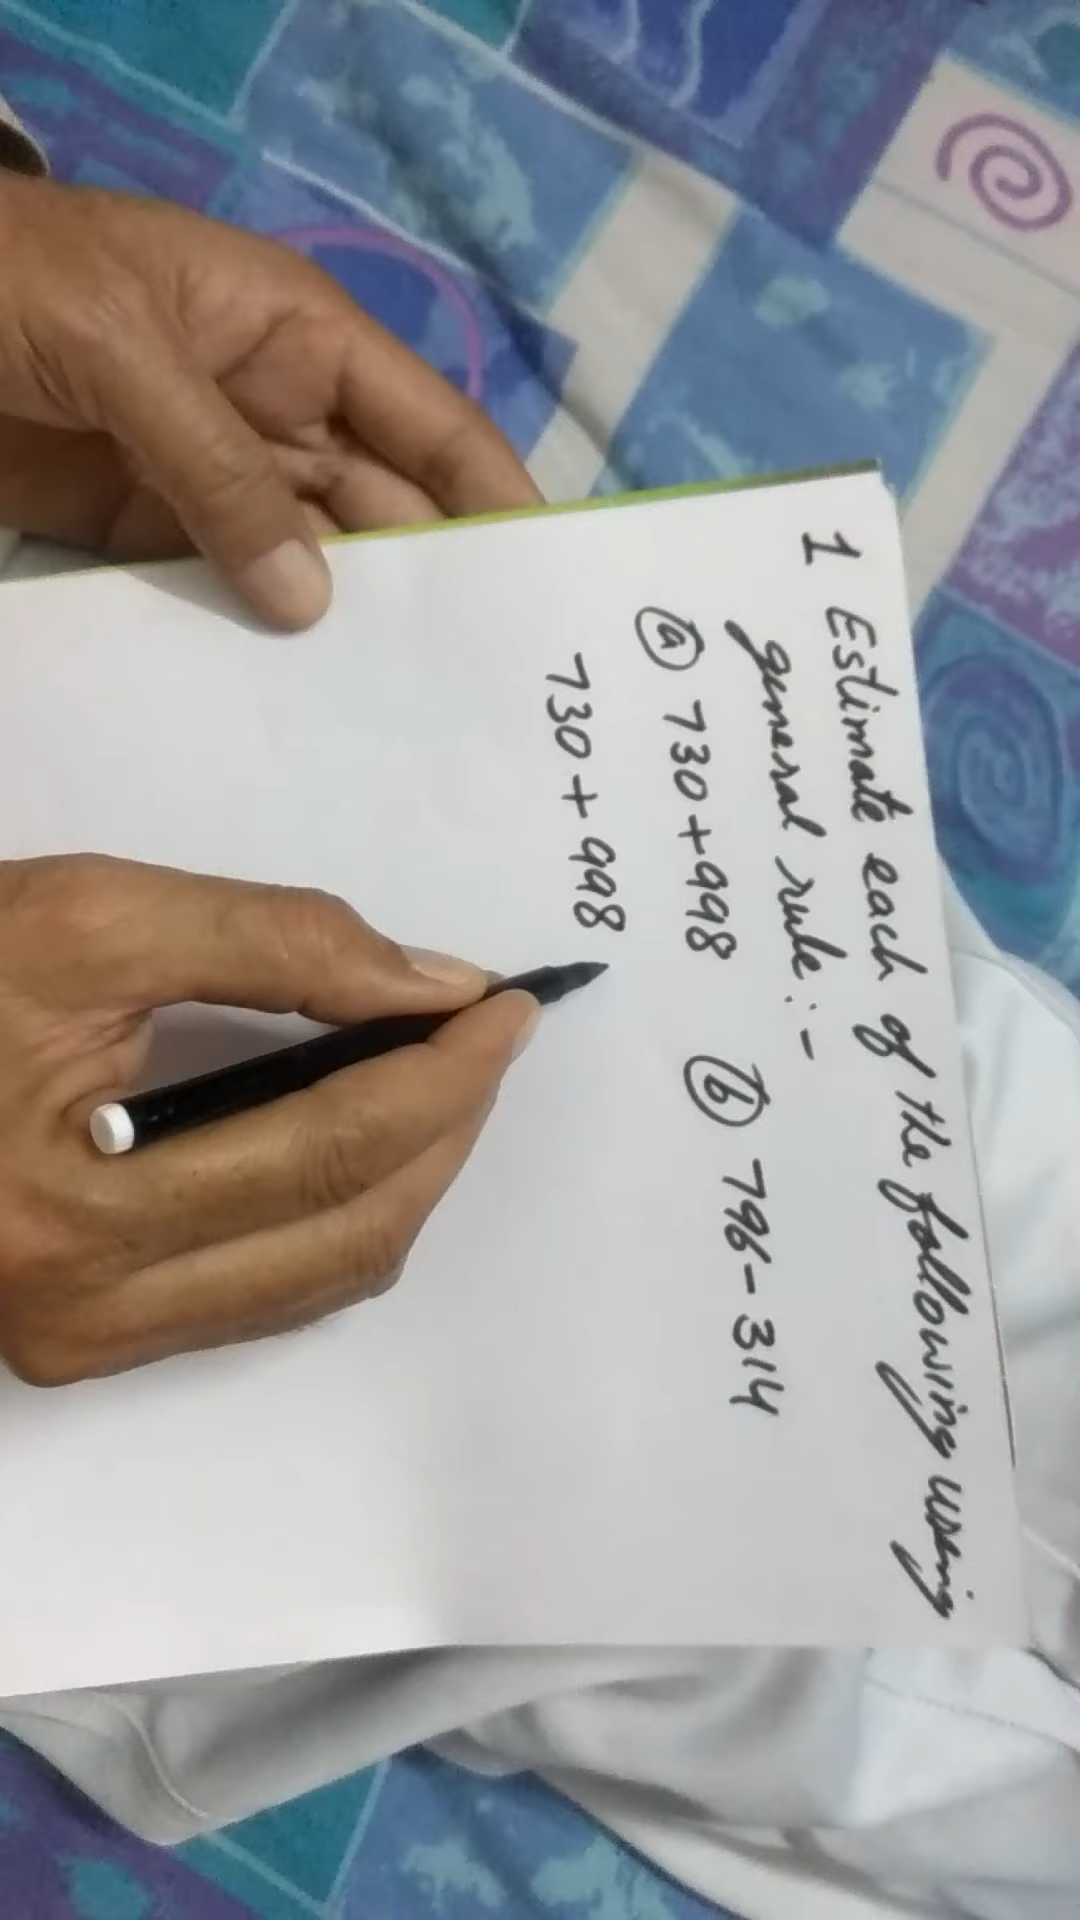 1 Estimate each of the following using
general rule:-
(a) 730+998 (b) 796-314
730+998